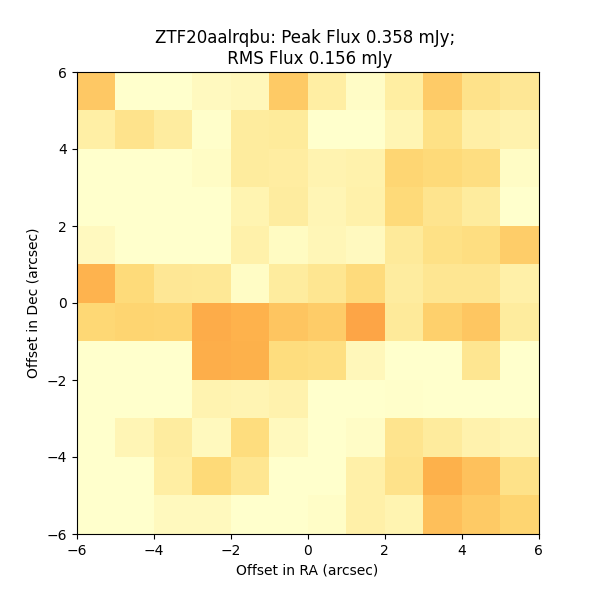 ZTF20aalrqbu: Peak Flux 0.358 mJy;
RMS Flux 0.156 mJy
6
4
2
0
−2
−4
−6
Offset in Dec (arcsec)
−6 −4 −2 0 2 4 6
Offset in RA (arcsec)